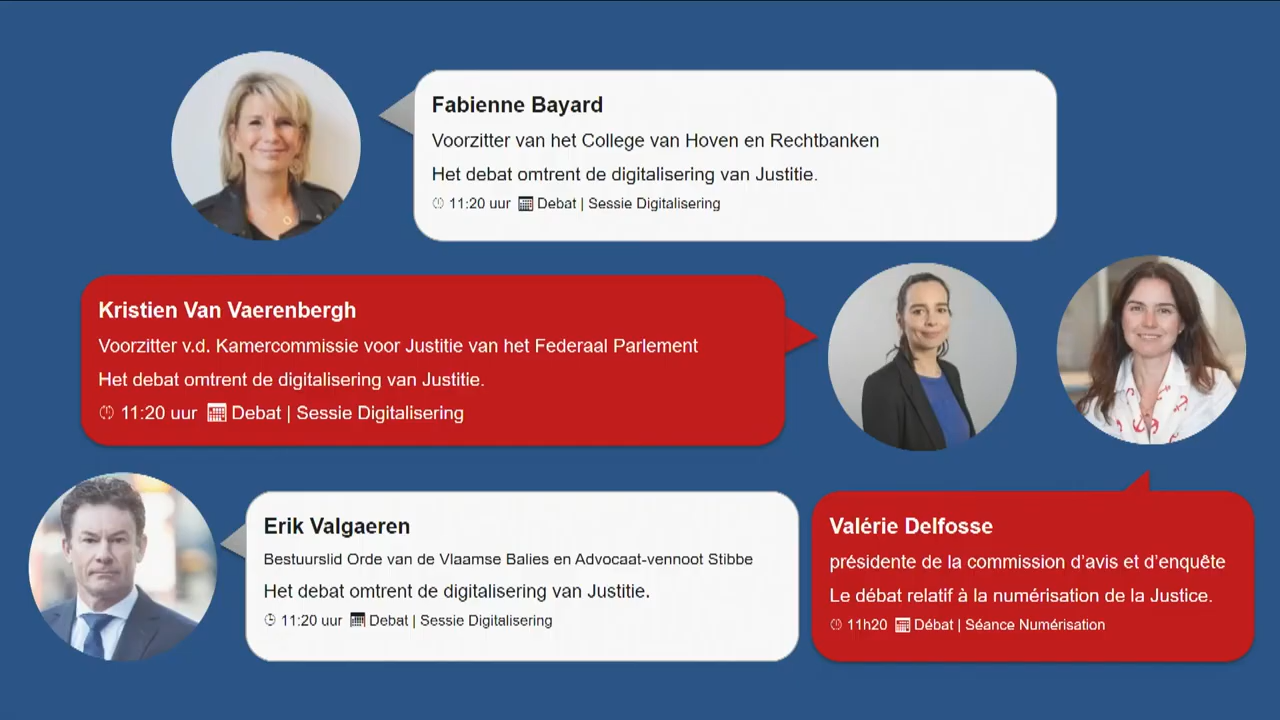 Fabienne Bayard
Voorzitter van het College van Hoven en Rechtbanken
Het debat omtrent de digitalisering van Justitie.
11:20 uur Debat | Sessie Digitalisering
Kristien Van Vaerenbergh
Voorzitter v.d. Kamercommissie voor Justitie van het Federaal Parlement
Het debat omtrent de digitalisering van Justitie.
11:20 uur Debat | Sessie Digitalisering
Erik Valgaeren
Bestuurslid Orde van de Vlaamse Balies en Advocaat-vennoot Stibbe
Het debat omtrent de digitalisering van Justitie.
11:20 uur Debat | Sessie Digitalisering
Valérie Delfosse
présidente de la commission d'avis et d'enquête
Le débat relatif à la numérisation de la Justice.
11h20 Débat | Séance Numérisation